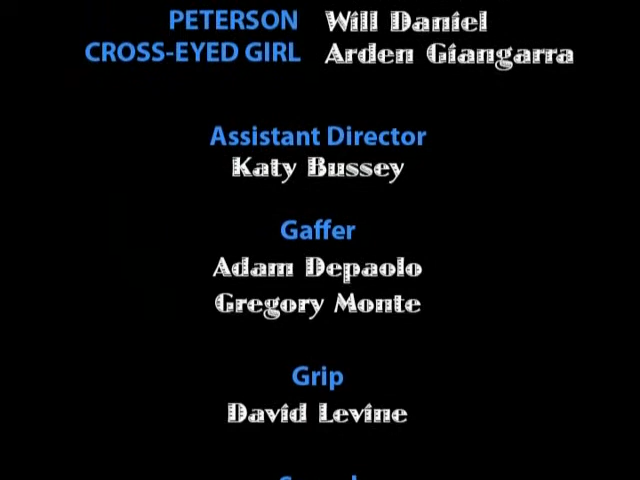 PETERSON Will Daniel
CROSS-EYED GIRL Arden Giangarra
Assistant Director
Katy Bussey
Gaffer
Adam Depaolo
Gregory Monte
Grip
David Levine